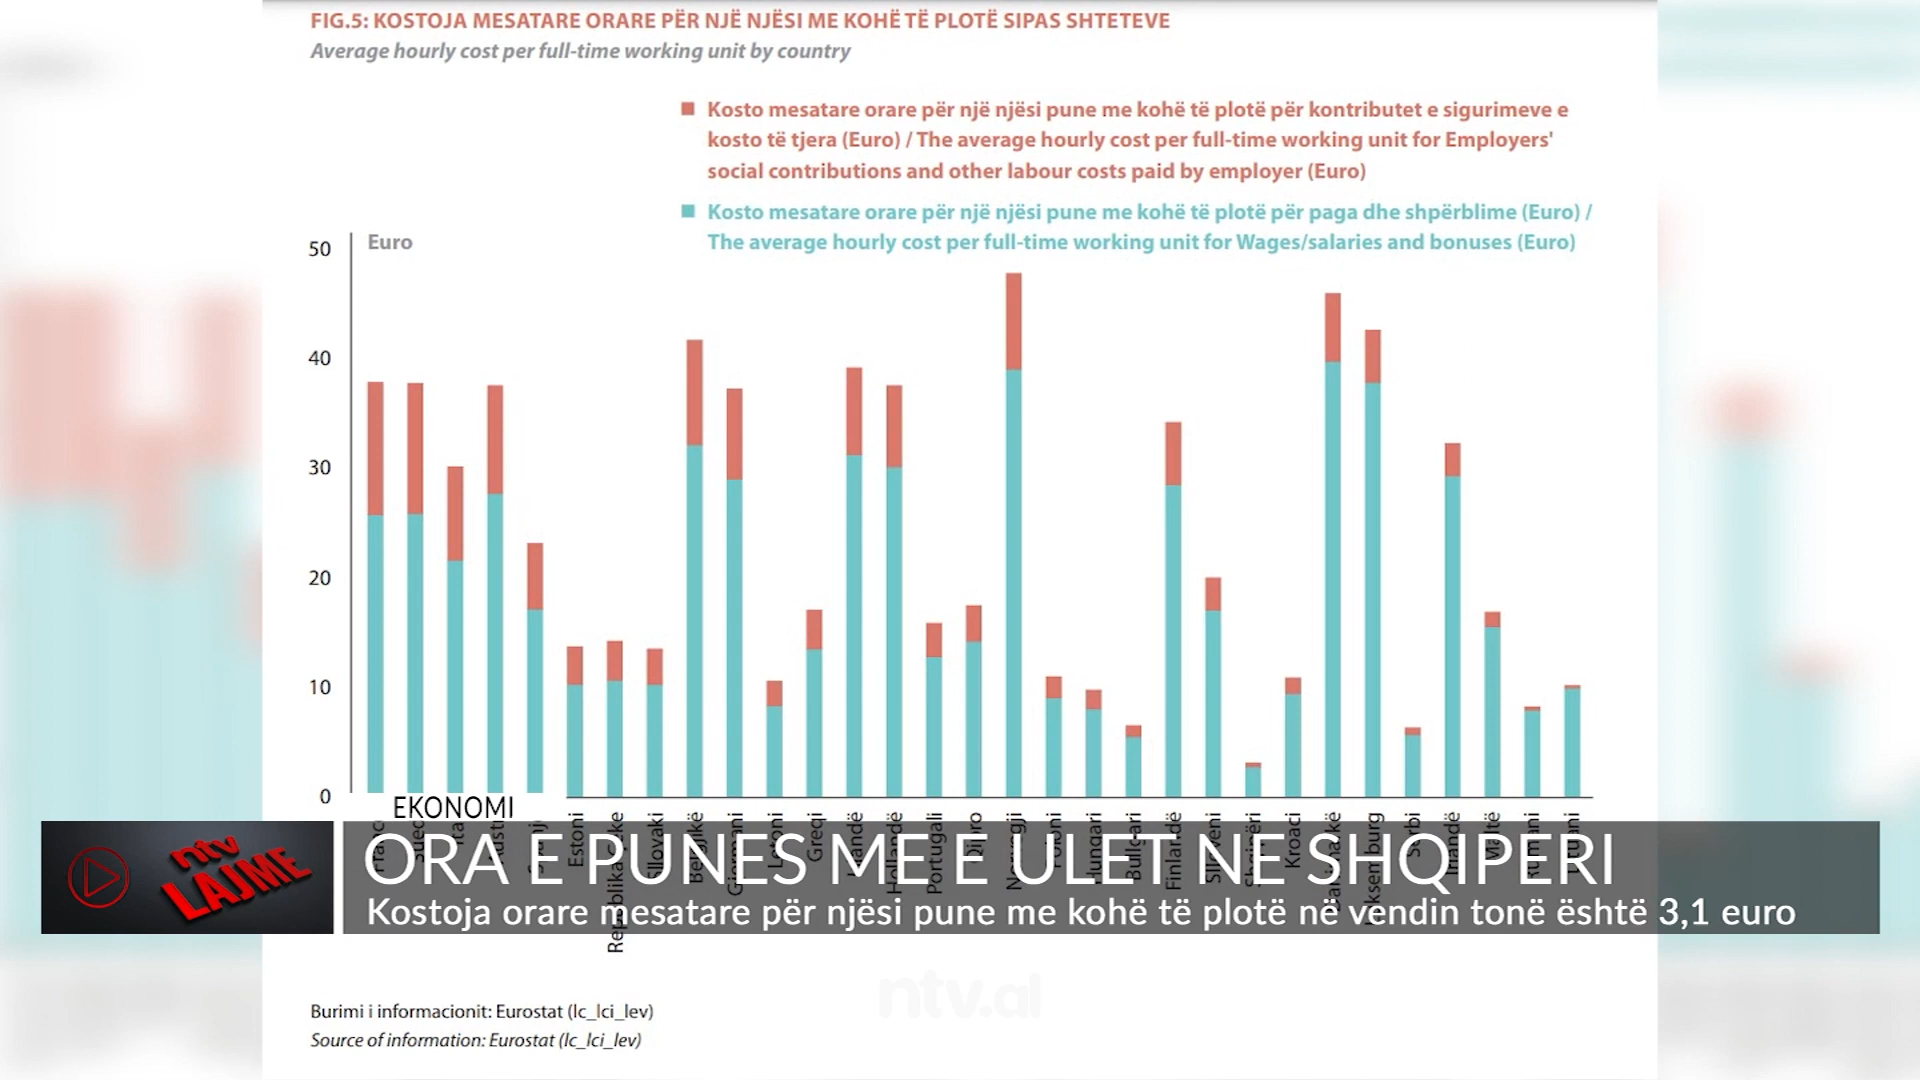 FIG.5: KOSTOJA MESATARE ORARE PËR NJË NJËSI ME KOHË TË PLOTË SIPAS SHTETEVE
Average hourly cost per full-time working unit by country
■ Kosto mesatare orare për një njësi pune me kohë të plotë për kontributet e sigurimeve e
kosto të tjera (Euro) / The average hourly cost per full-time working unit for Employers'
social contributions and other labour costs paid by employer (Euro)
■ Kosto mesatare orare për një njësi pune me kohë të plotë për paga dhe shpërblime (Euro) /
The average hourly cost per full-time working unit for Wages/salaries and bonuses (Euro)
Euro
50
40
30
20
10
0
Estoni
Sllovaki
Greqi
Portugali
Hungari
Bullgari
Finlandë
Kroaci
EKONOMI
ntv
LAJME
ORA E PUNES ME E ULET NE SHQIPERI
Kostoja orare mesatare për njësi pune me kohë të plotë në vendin tonë është 3,1 euro
ntv.al
Burimi i informacionit: Eurostat (lc_lci_lev)
Source of information: Eurostat (lc_lci_lev)